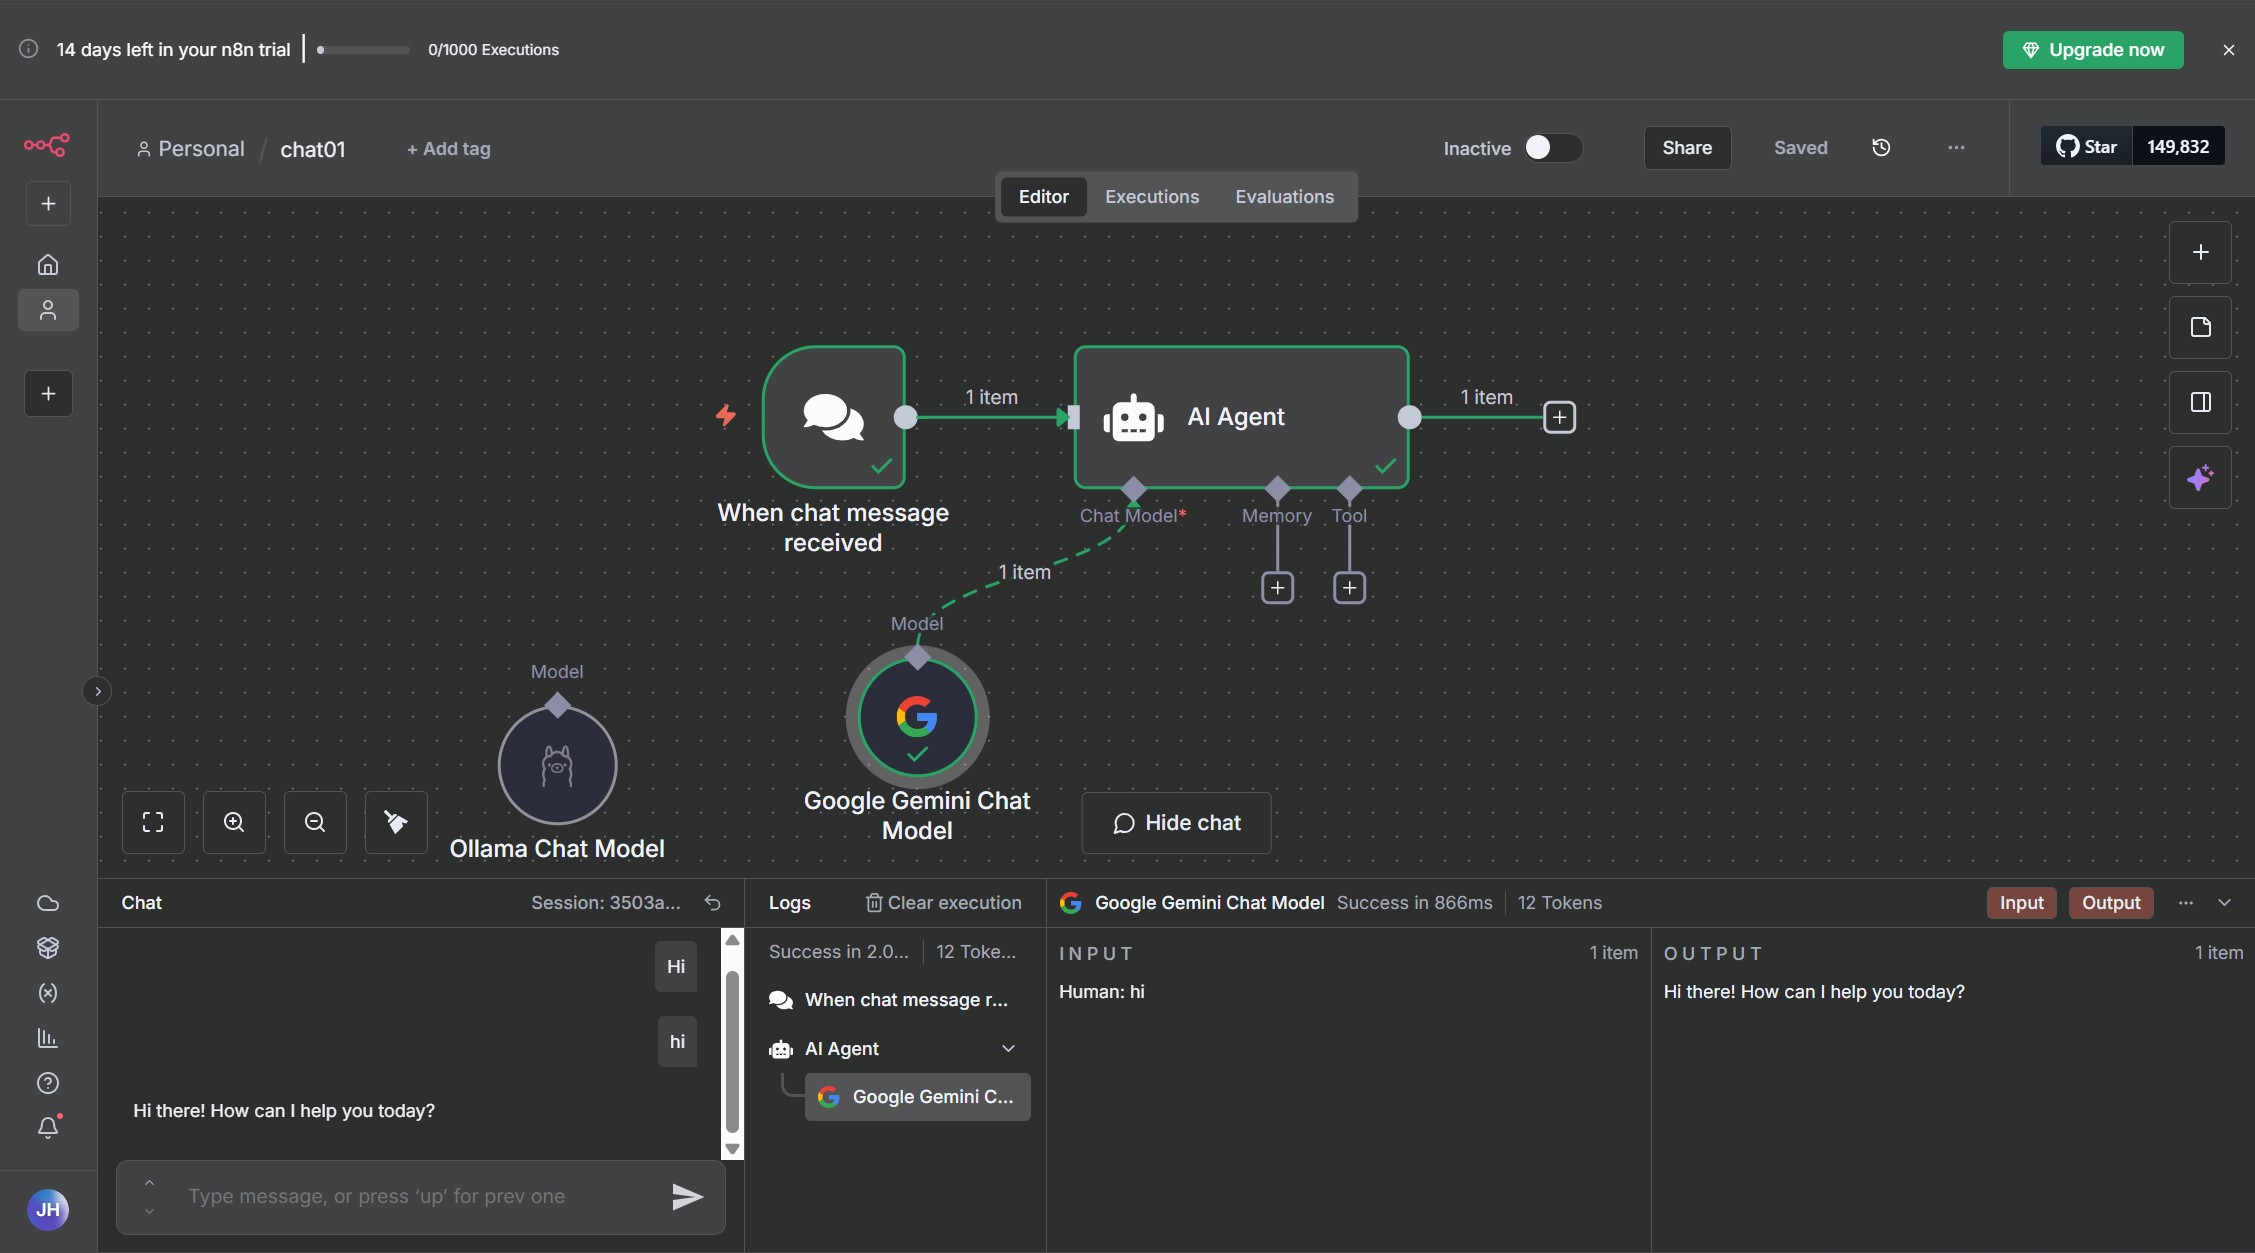 14 days left in your n8n trial
0/1000 Executions
Upgrade now
Personal / chat01
+ Add tag
Inactive
Share
Saved
Star
149,832
Editor
Executions
Evaluations
1 item
AI Agent
1 item
When chat message
received
Chat Model*
Memory
Tool
1 item
Model
Model
Google Gemini Chat
Model
Ollama Chat Model
Hide chat
Chat
Session: 3503a...
Hi
hi
Hi there! How can I help you today?
Type message, or press ‘up’ for prev one
JH
Logs
Clear execution
Success in 2.0...
12 Toke...
When chat message r...
AI Agent
Google Gemini C...
Google Gemini Chat Model
Success in 866ms
12 Tokens
Input
Output
INPUT
1 item
Human: hi
OUTPUT
1 item
Hi there! How can I help you today?